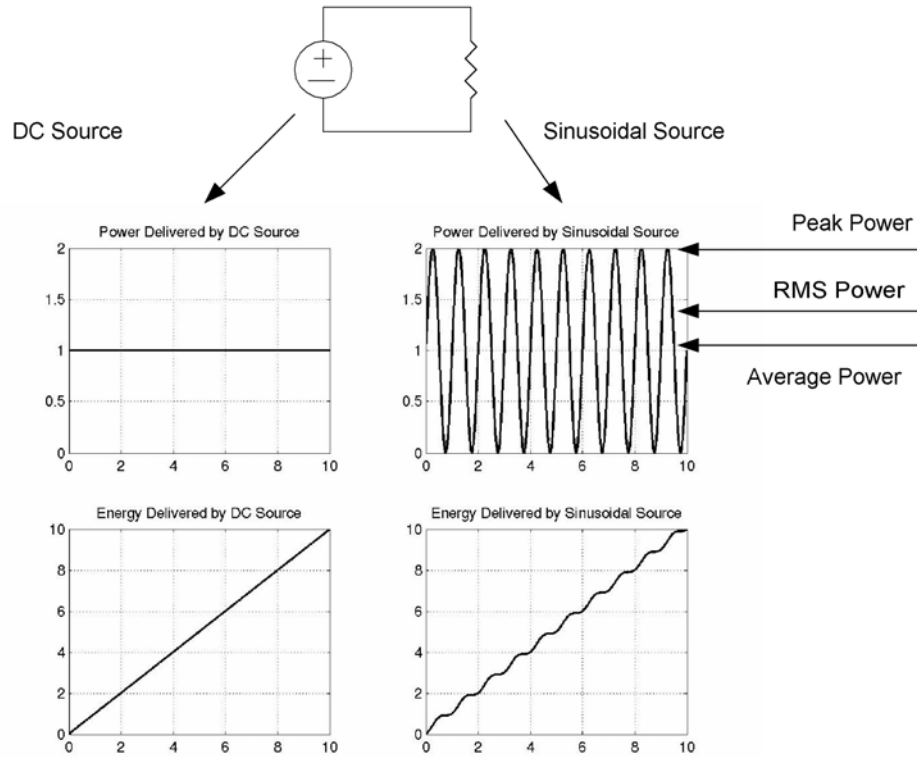 DC Source
Sinusoidal Source
Power Delivered by DC Source
2
1.5
1
0.5
0
0 2 4 6 8 10
Power Delivered by Sinusoidal Source
2
1.5
1
0.5
0
0 2 4 6 8 10
Peak Power
RMS Power
Average Power
Energy Delivered by DC Source
10
8
6
4
2
0
0 2 4 6 8 10
Energy Delivered by Sinusoidal Source
10
8
6
4
2
0
0 2 4 6 8 10